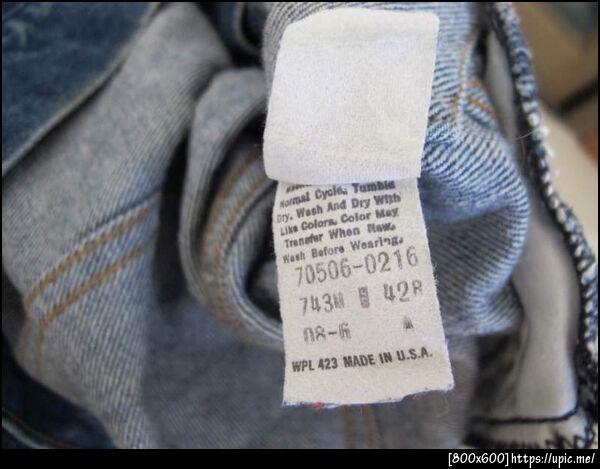 Normal Cycle, Tumble
Dry. Wash And Dry With
Like Colors, Color May
Transfer When New.
Wash Before Wearing.
70506-0216
743M 42R
08-6 A
WPL 423 MADE IN U.S.A.
[800x600]https://upic.me/